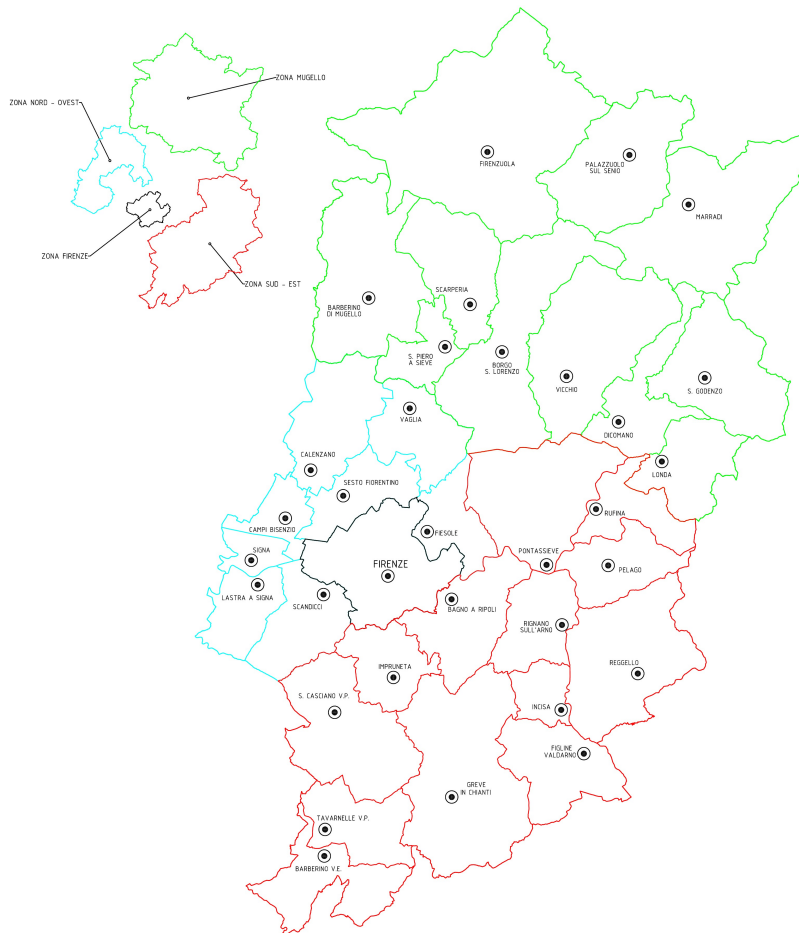 ZONA MUGELLO
ZONA NORD - OVEST
ZONA FIRENZE
ZONA SUD - EST
FIRENZUOLA
PALAZZUOLO
SUL SENIO
MARRADI
SCARPERIA
BARBERINO
DI MUGELLO
S. PIERO
A SIEVE
BORGO
S. LORENZO
VICCHIO
S. GODENZO
VAGLIA
DICOMANO
CALENZANO
LONDA
SESTO FIORENTINO
RUFINA
CAMPI BISENZIO
FIESOLE
SIGNA
PONTASSIEVE
FIRENZE
PELAGO
LASTRA A SIGNA
SCANDICCI
BAGNO A RIPOLI
RIGNANO
SULL'ARNO
IMPRUNETA
REGGELLO
S. CASCIANO V.P.
INCISA
FIGLINE
VALDARNO
GREVE
IN CHIANTI
TAVARNELLE V.P.
BARBERINO V.E.